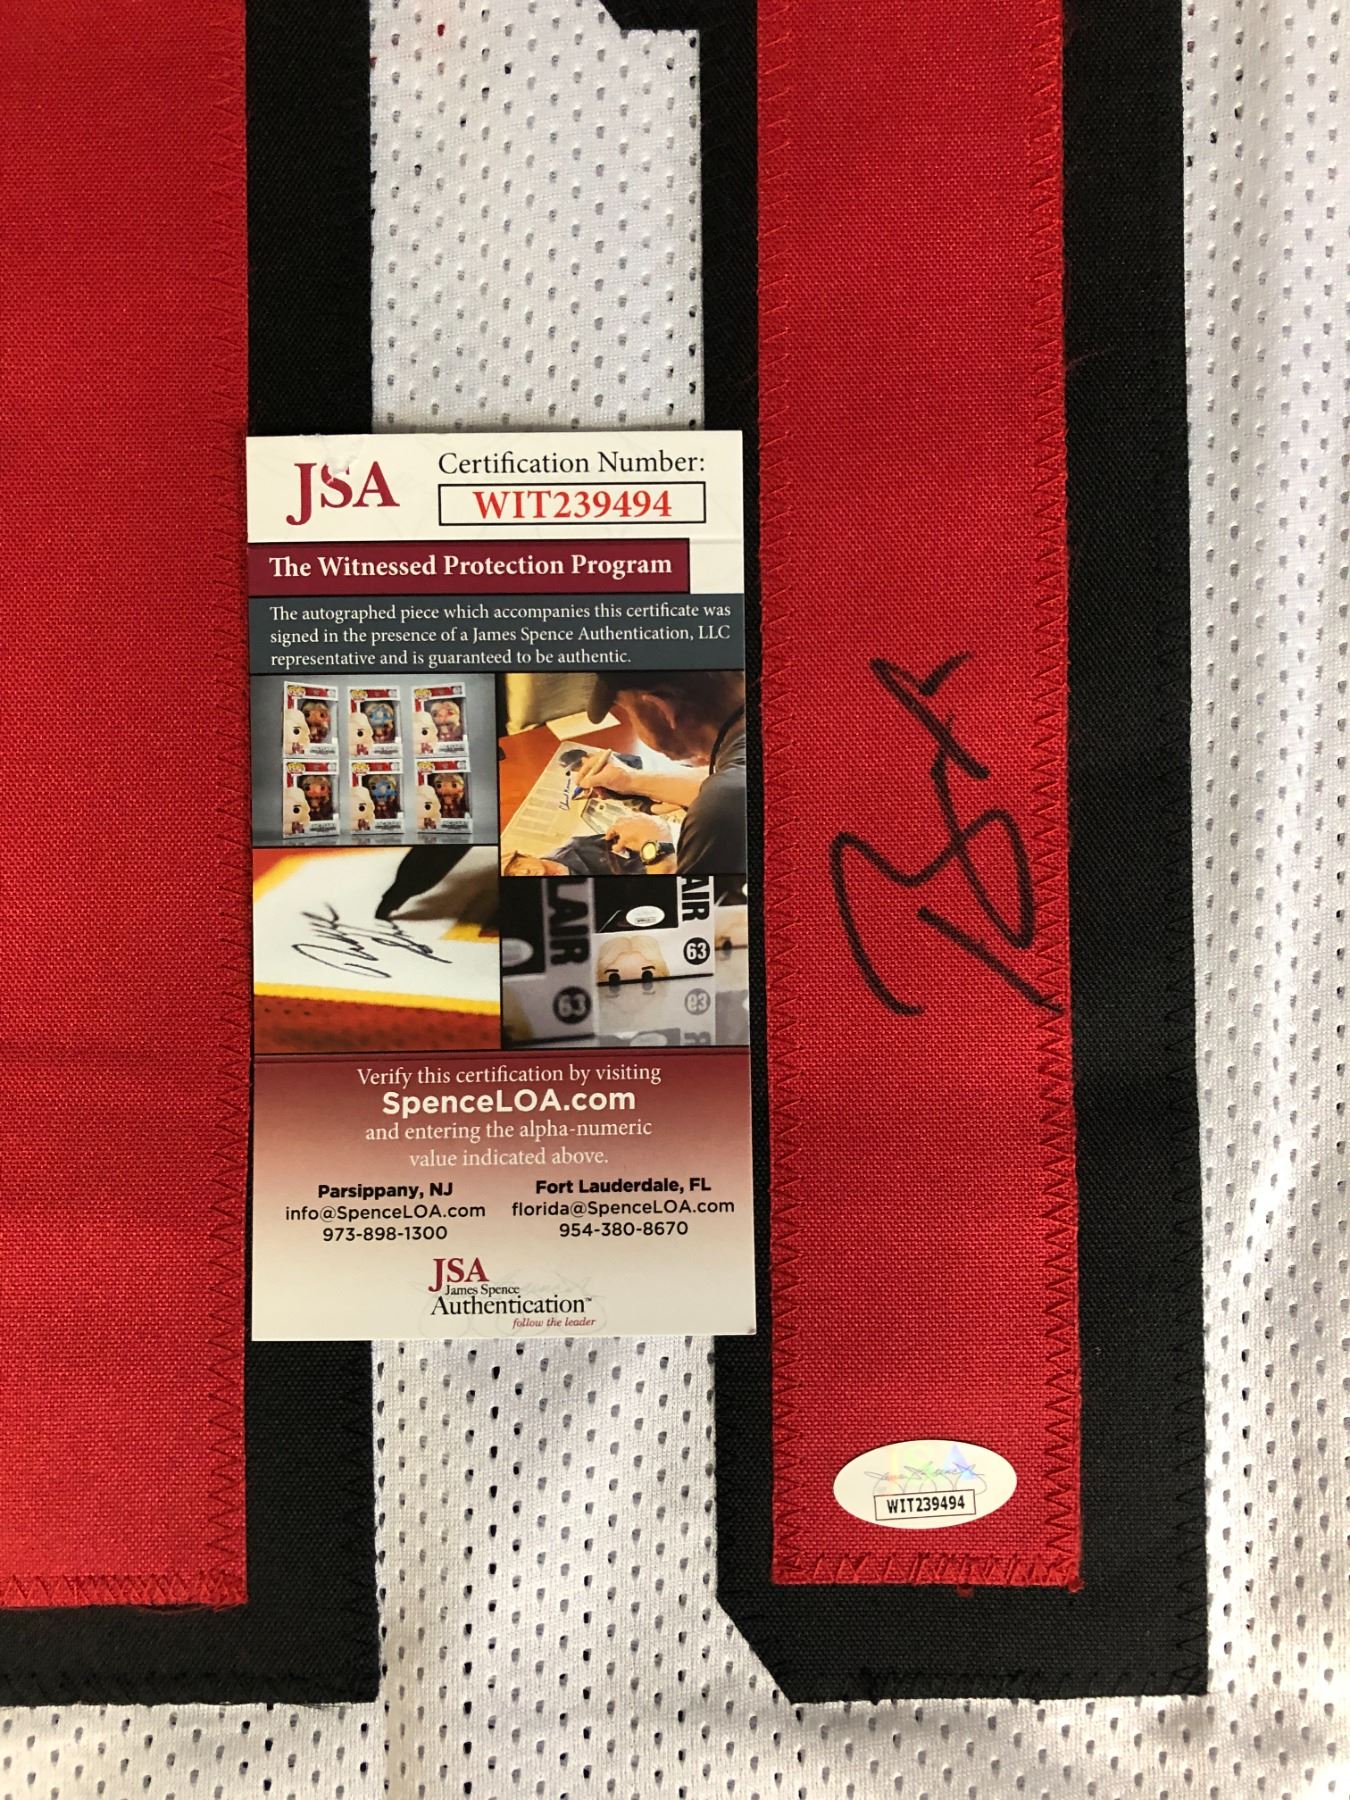 JSA
Certification Number:
WIT239494
The Witnessed Protection Program
The autographed piece which accompanies this certificate was
signed in the presence of a James Spence Authentication, LLC
representative and is guaranteed to be authentic.
LAIR
AIR
63
63
63
Verify this certification by visiting
SpenceLOA.com
and entering the alpha-numeric
value indicated above.
Parsippany, NJ
info@SpenceLOA.com
973-898-1300
Fort Lauderdale, FL
florida@SpenceLOA.com
954-380-8670
JSA
James Spence
Authentication™
follow the leader
WIT239494